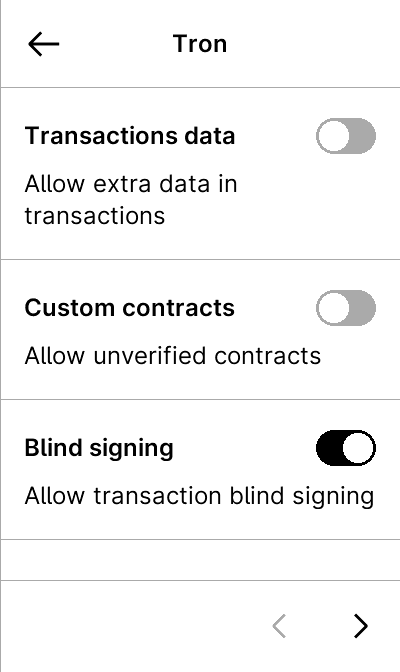 Tron
Transactions data
Allow extra data in
transactions
Custom contracts
Allow unverified contracts
Blind signing
Allow transaction blind signing